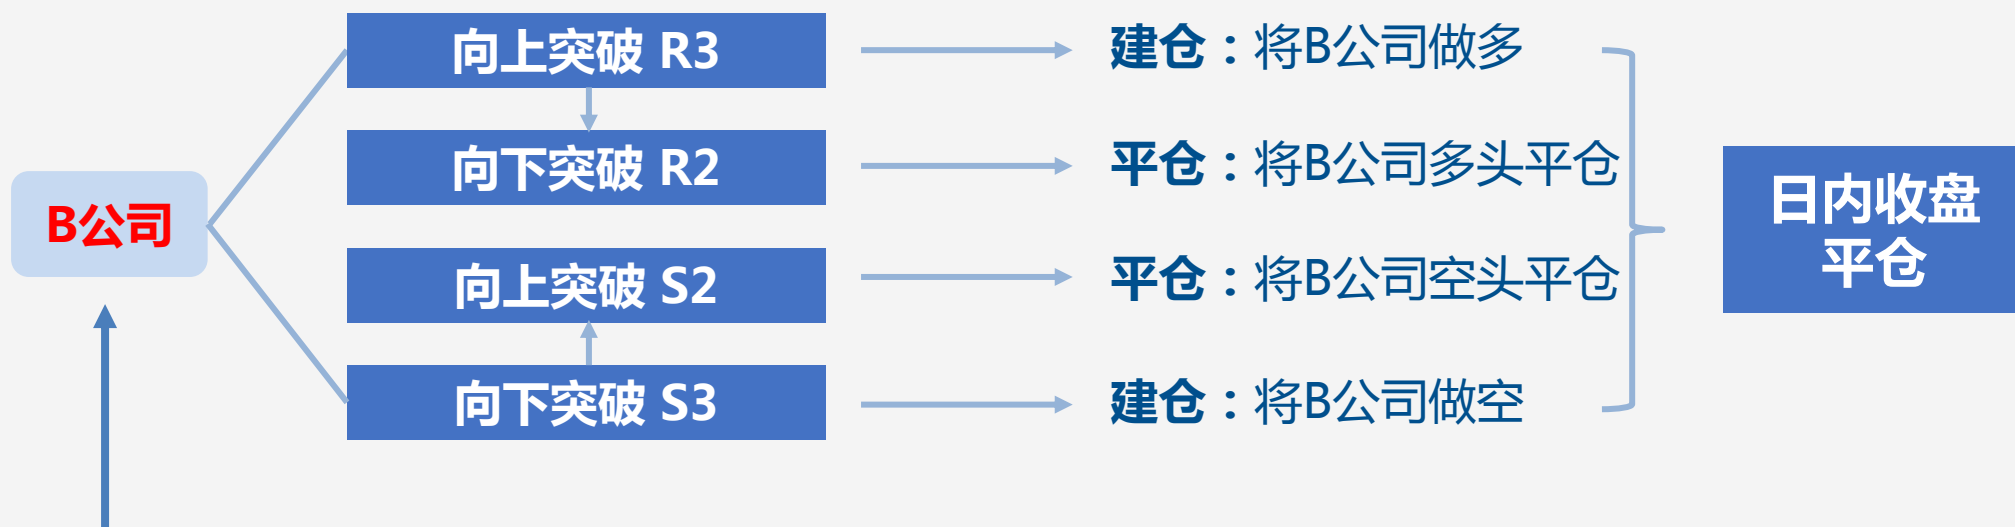 向上突破 R3
建仓：将B公司做多
向下突破 R2
平仓：将B公司多头平仓
B公司
日内收盘
平仓
向上突破 S2
平仓：将B公司空头平仓
向下突破 S3
建仓：将B公司做空